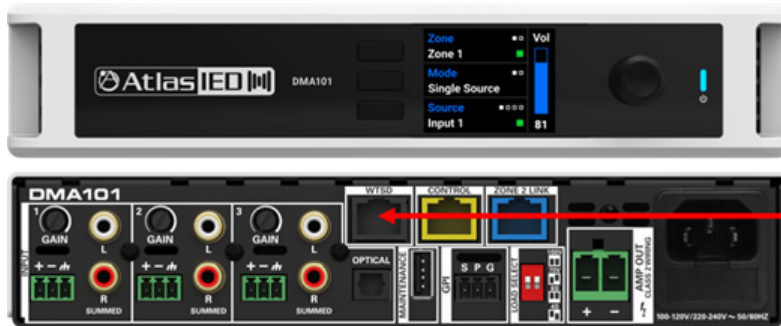 Zone
Zone 1
Vol
Mode
Single Source
Source
Input 1
81
AtlasIED
DMA101
DMA101
WTSD
CONTROL
ZONE 2 LINK
INPUT
1
GAIN
L
+ -
R
SUMMED
2
GAIN
L
+ -
R
SUMMED
3
GAIN
L
+ -
R
SUMMED
OPTICAL
MAINTENANCE
GPI
S P G
LOAD SELECT
100V
70V
AMP OUT
CLASS 2 WIRING
+ -
100-120V/220-240V ~ 50/60HZ